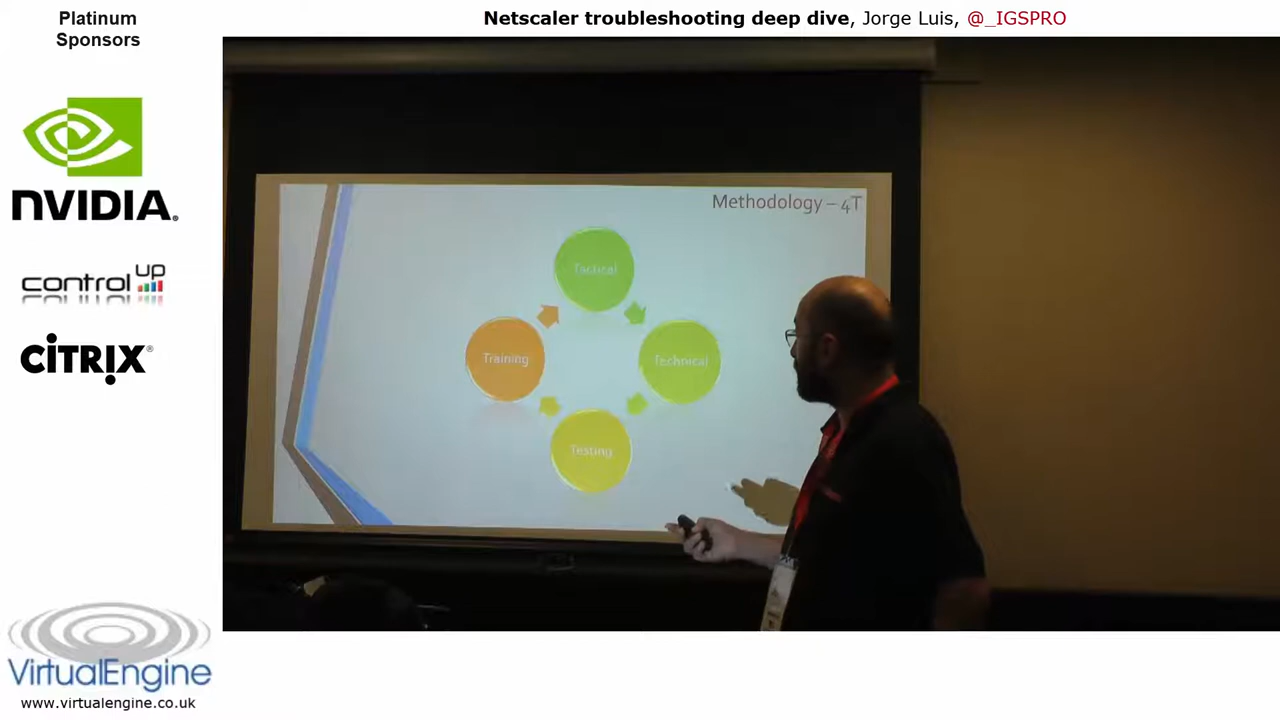 Platinum
Sponsors
Netscaler troubleshooting deep dive, Jorge Luis, @_IGSPRO
NVIDIA.
control UP
CITRIX®
VirtualEngine
www.virtualengine.co.uk
Methodology – 4T
Tactical
Technical
Testing
Training